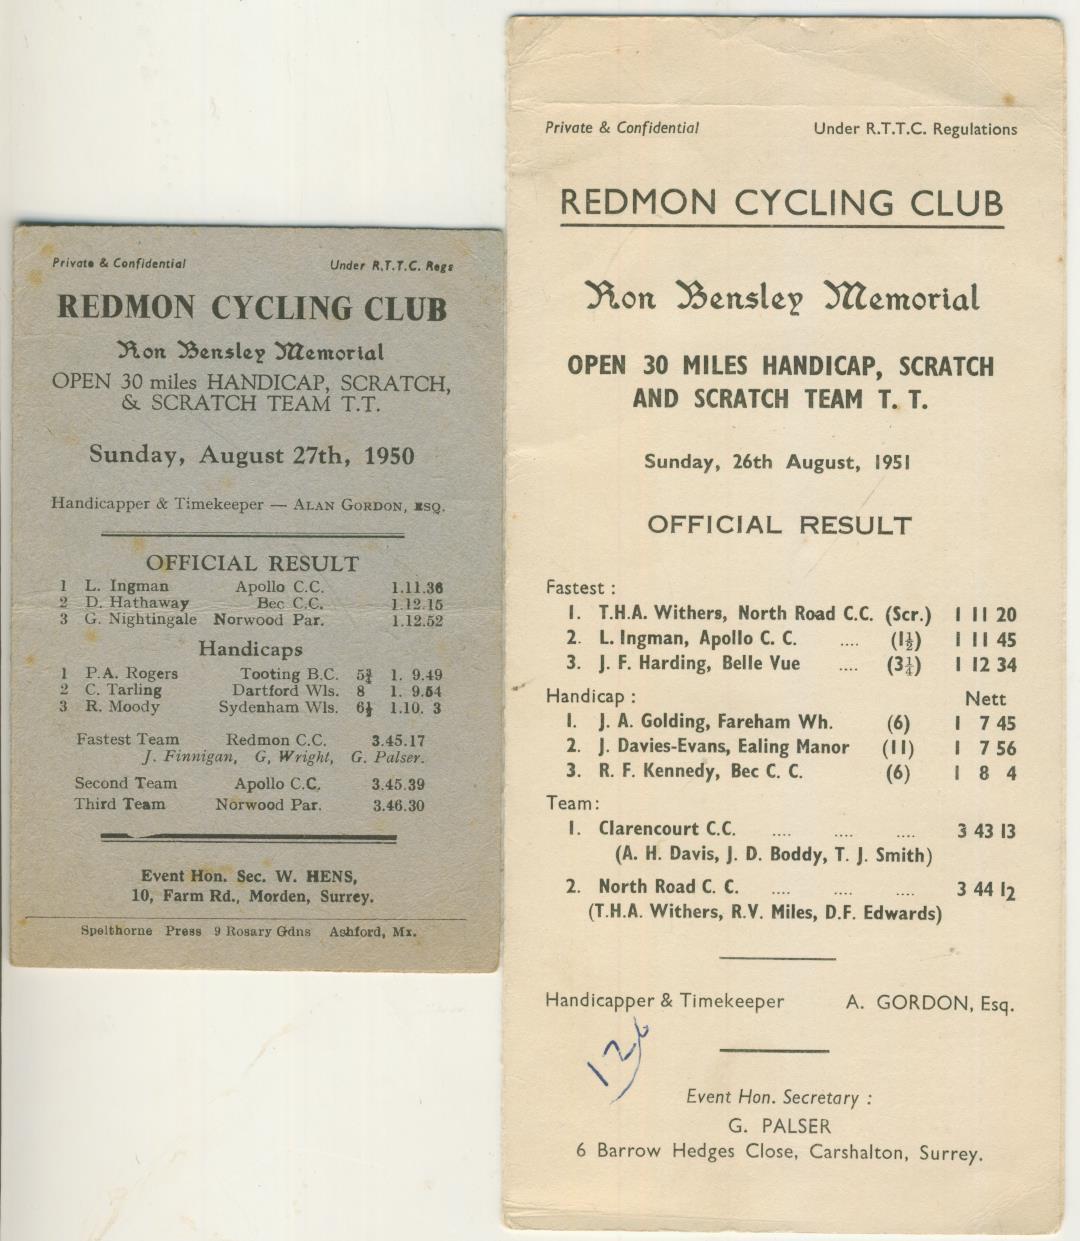 Private & Confidential Under R.T.T.C. Regs
REDMON CYCLING CLUB
Ron Bensley Memorial
OPEN 30 miles HANDICAP, SCRATCH,
& SCRATCH TEAM T.T.
Sunday, August 27th, 1950
Handicapper & Timekeeper — ALAN GORDON, ESQ.
OFFICIAL RESULT
1 L. Ingman Apollo C.C. 1.11.36
2 D. Hathaway Bec C.C. 1.12.15
3 G. Nightingale Norwood Par. 1.12.52
Handicaps
1 P.A. Rogers Tooting B.C. 5¾ 1. 9.49
2 C. Tarling Dartford Wls. 8 1. 9.54
3 R. Moody Sydenham Wls. 6½ 1.10. 3
Fastest Team Redmon C.C. 3.45.17
J. Finnigan, G, Wright, G. Palser.
Second Team Apollo C.C. 3.45.39
Third Team Norwood Par. 3.46.30
Event Hon. Sec. W. HENS,
10, Farm Rd., Morden, Surrey.
Spelthorne Press 9 Rosary Gdns Ashford, Mx.
Private & Confidential Under R.T.T.C. Regulations
REDMON CYCLING CLUB
Ron Bensley Memorial
OPEN 30 MILES HANDICAP, SCRATCH
AND SCRATCH TEAM T. T.
Sunday, 26th August, 1951
OFFICIAL RESULT
Fastest :
1. T.H.A. Withers, North Road C.C. (Scr.) 1 11 20
2. L. Ingman, Apollo C. C. .... (1½) 1 11 45
3. J. F. Harding, Belle Vue .... (3¼) 1 12 34
Handicap : Nett
1. J. A. Golding, Fareham Wh. (6) 1 7 45
2. J. Davies-Evans, Ealing Manor (11) 1 7 56
3. R. F. Kennedy, Bec C. C. (6) 1 8 4
Team:
1. Clarencourt C.C. .... .... .... 3 43 13
(A. H. Davis, J. D. Boddy, T. J. Smith)
2. North Road C. C. .... .... .... 3 44 12
(T.H.A. Withers, R.V. Miles, D.F. Edwards)
Handicapper & Timekeeper A. GORDON, Esq.
126
Event Hon. Secretary :
G. PALSER
6 Barrow Hedges Close, Carshalton, Surrey.